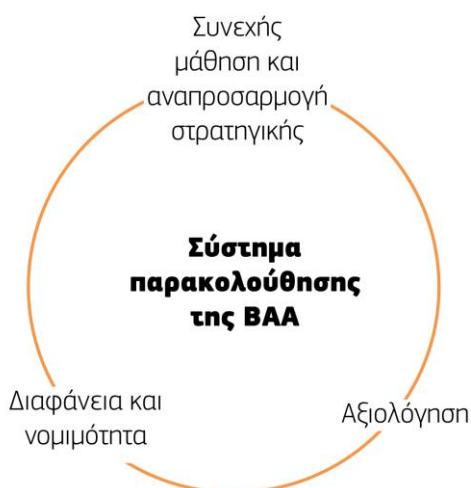 Συνεχής
μάθηση και
αναπροσαρμογή
στρατηγικής
Σύστημα
παρακολούθησης
της ΒΑΑ
Διαφάνεια και
νομιμότητα
Αξιολόγηση